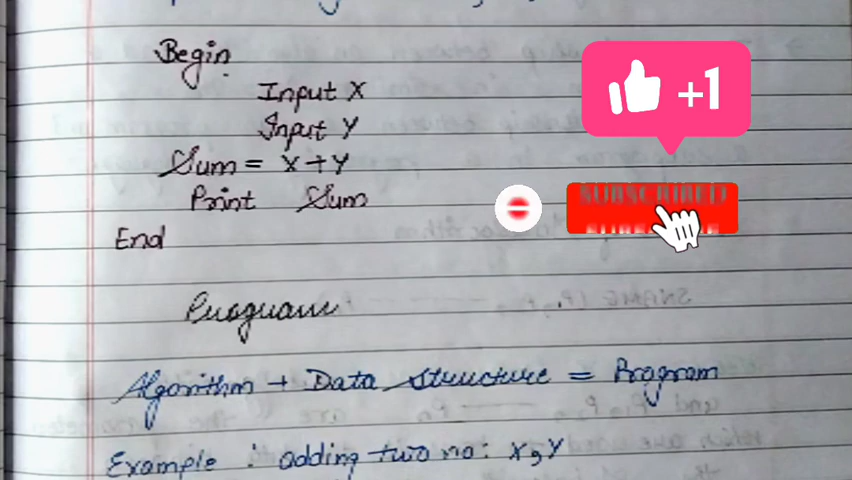 Begin
Input X
Input Y
Sum = X+Y
Print Sum
End
+1
SUBSCRIBED
Program
Algorithm + Data structure = Program
Example : adding two no: X,Y